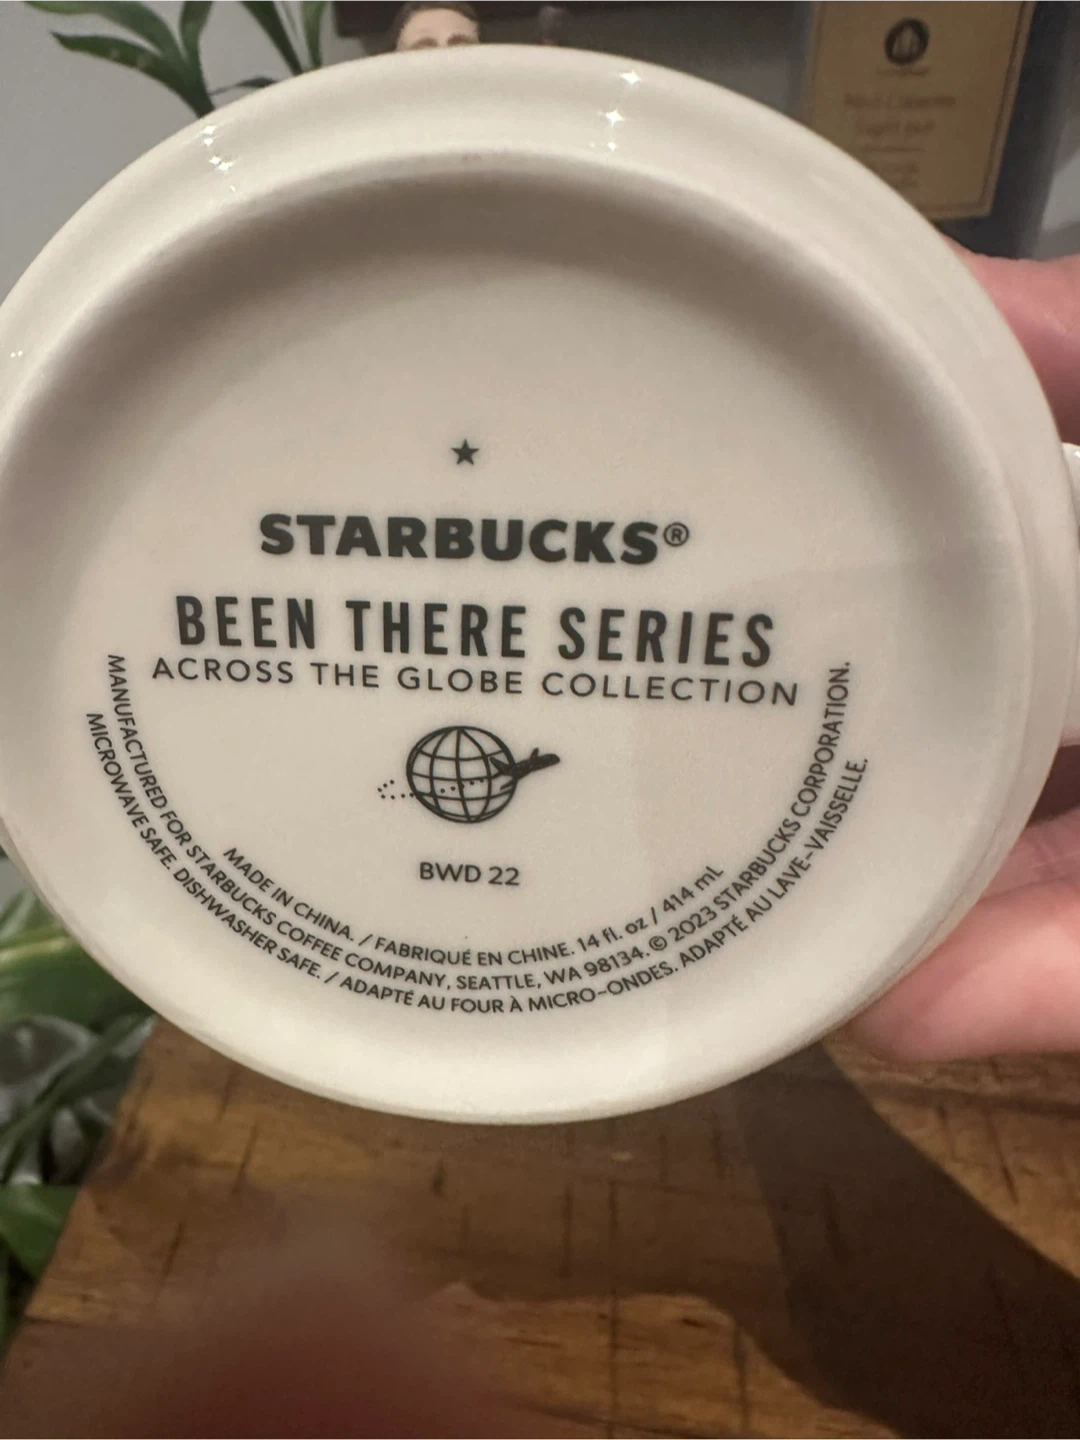 ★
STARBUCKS®
BEEN THERE SERIES
ACROSS THE GLOBE COLLECTION
BWD 22
MADE IN CHINA. / FABRIQUÉ EN CHINE. 14 fl. oz / 414 mL
MANUFACTURED FOR STARBUCKS COFFEE COMPANY, SEATTLE, WA 98134. © 2023 STARBUCKS CORPORATION.
MICROWAVE SAFE. DISHWASHER SAFE. / ADAPTÉ AU FOUR À MICRO-ONDES. ADAPTÉ AU LAVE-VAISSELLE.